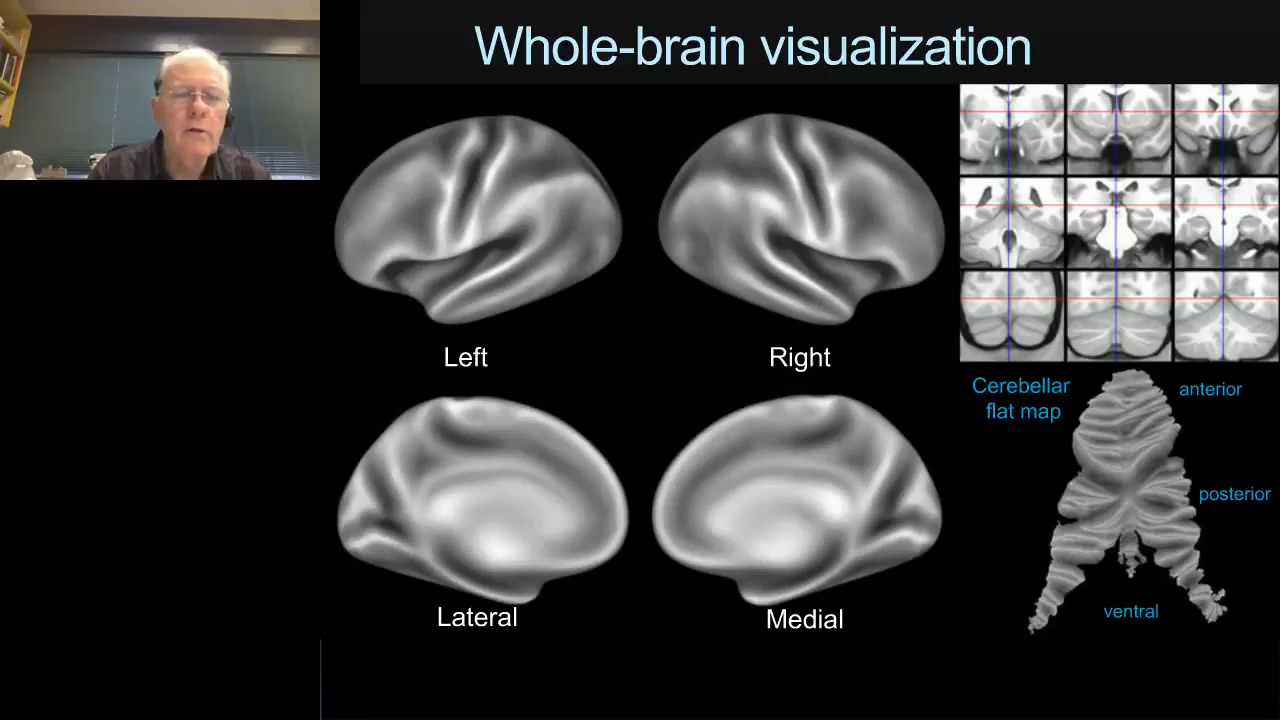 Whole-brain visualization
Left
Right
Cerebellar
flat map
anterior
posterior
ventral
Lateral
Medial